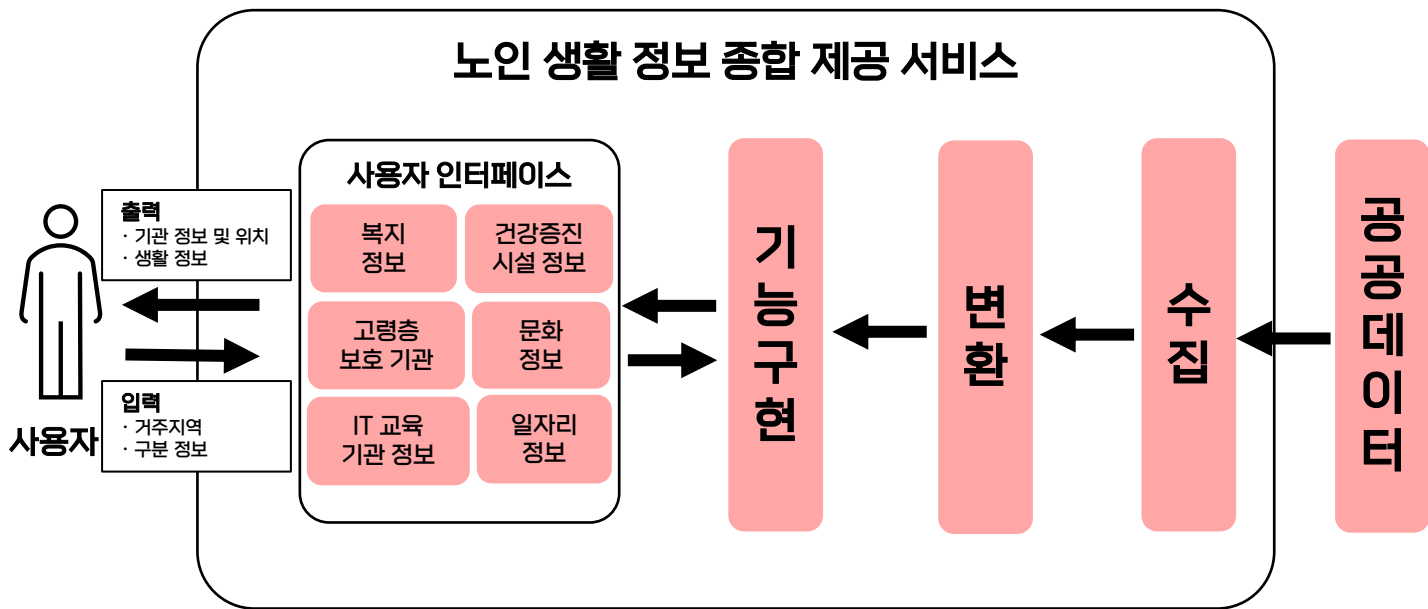 노인 생활 정보 종합 제공 서비스
사용자
출력
· 기관 정보 및 위치
· 생활 정보
입력
· 거주지역
· 구분 정보
사용자 인터페이스
복지
정보
건강증진
시설 정보
고령층
보호 기관
문화
정보
IT 교육
기관 정보
일자리
정보
기능구현
변환
수집
공공데이터